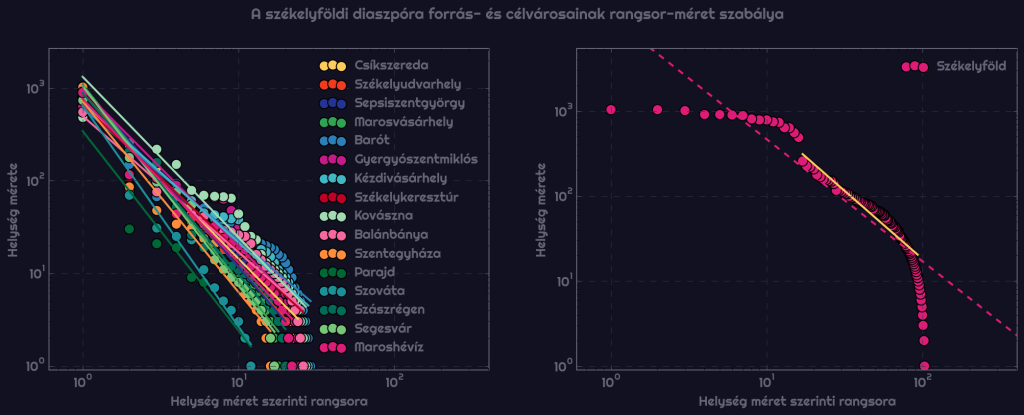 A székelyföldi diaszpóra forrás- és célvárosainak rangsor-méret szabálya
Csíkszereda
Székelyudvarhely
Sepsiszentgyörgy
Marosvásárhely
Barót
Gyergyószentmiklós
Kézdivásárhely
Székelykeresztúr
Kovászna
Balánbánya
Szentegyháza
Parajd
Szováta
Szászrégen
Segesvár
Maroshévíz
Helység mérete
10³
10²
10¹
10⁰
10⁰ 10¹ 10²
Helység méret szerinti rangsora
Székelyföld
Helység mérete
10³
10²
10¹
10⁰
10⁰ 10¹ 10²
Helység méret szerinti rangsora